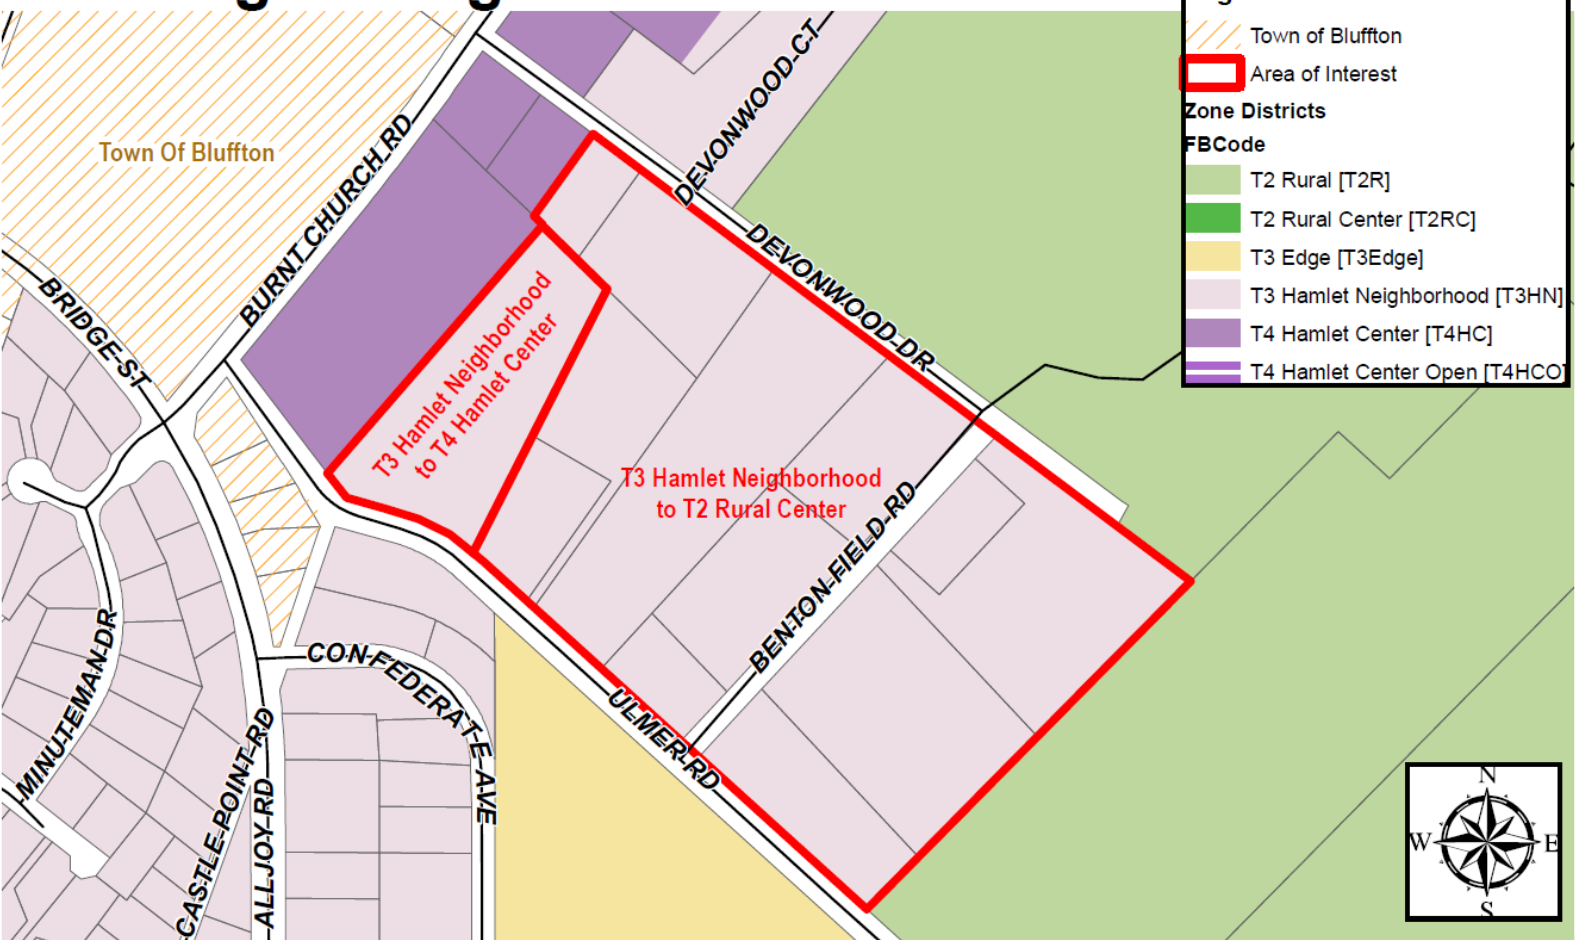 Town of Bluffton
Area of Interest
Zone Districts
FBCode
T2 Rural [T2R]
T2 Rural Center [T2RC]
T3 Edge [T3Edge]
T3 Hamlet Neighborhood [T3HN]
T4 Hamlet Center [T4HC]
T4 Hamlet Center Open [T4HCO]
Town Of Bluffton
BURNT CHURCH RD
DEVONWOOD CT
DEVONWOOD DR
BRIDGE ST
T3 Hamlet Neighborhood
to T4 Hamlet Center
T3 Hamlet Neighborhood
to T2 Rural Center
BENTON FIELD RD
ULMER RD
CONFEDERATE AVE
MINUTEMAN DR
CASTLE POINT RD
ALLJOY RD
N
W
E
S